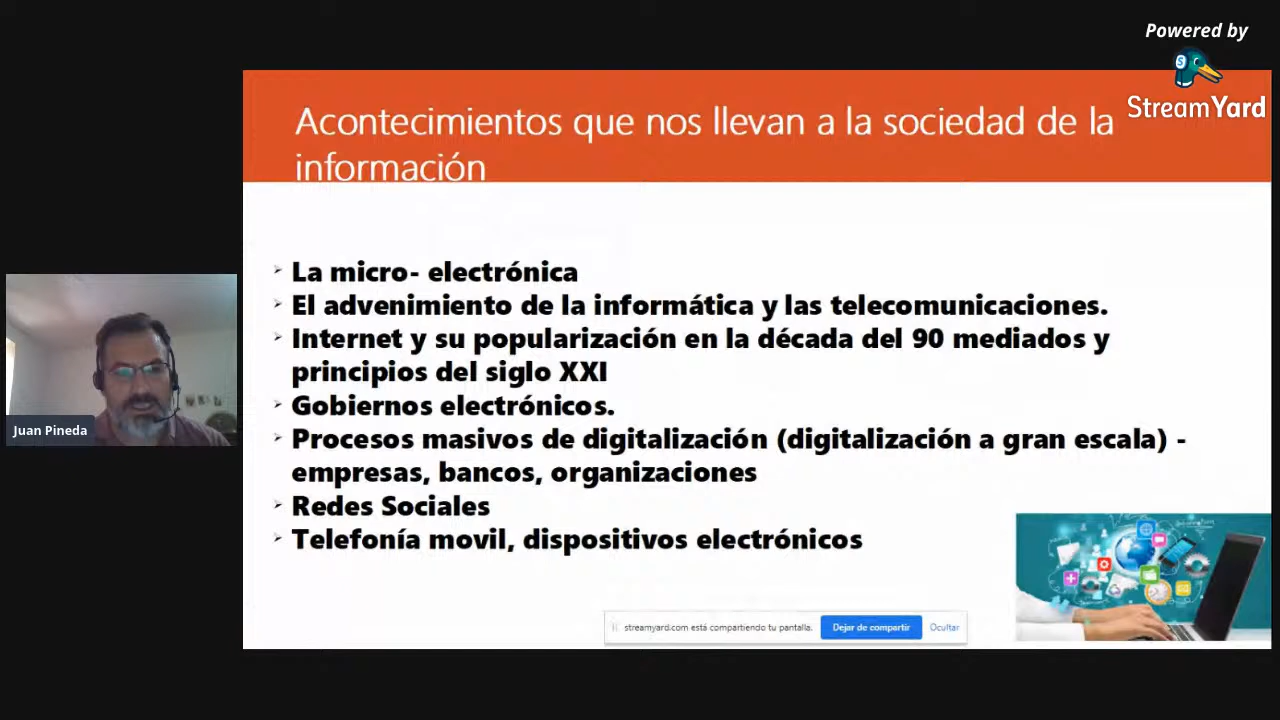 Powered by
StreamYard
Acontecimientos que nos llevan a la sociedad de la
información
La micro- electrónica
El advenimiento de la informática y las telecomunicaciones.
Internet y su popularización en la década del 90 mediados y
principios del siglo XXI
Gobiernos electrónicos.
Procesos masivos de digitalización (digitalización a gran escala) -
empresas, bancos, organizaciones
Redes Sociales
Telefonía movil, dispositivos electrónicos
Juan Pineda
streamyard.com está compartiendo tu pantalla.
Dejar de compartir
Ocultar